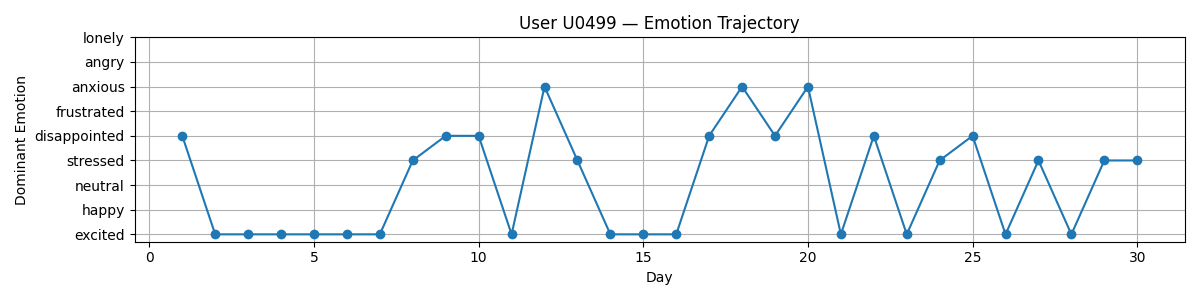 User U0499 — Emotion Trajectory
Dominant Emotion
lonely
angry
anxious
frustrated
disappointed
stressed
neutral
happy
excited
0 5 10 15 20 25 30
Day